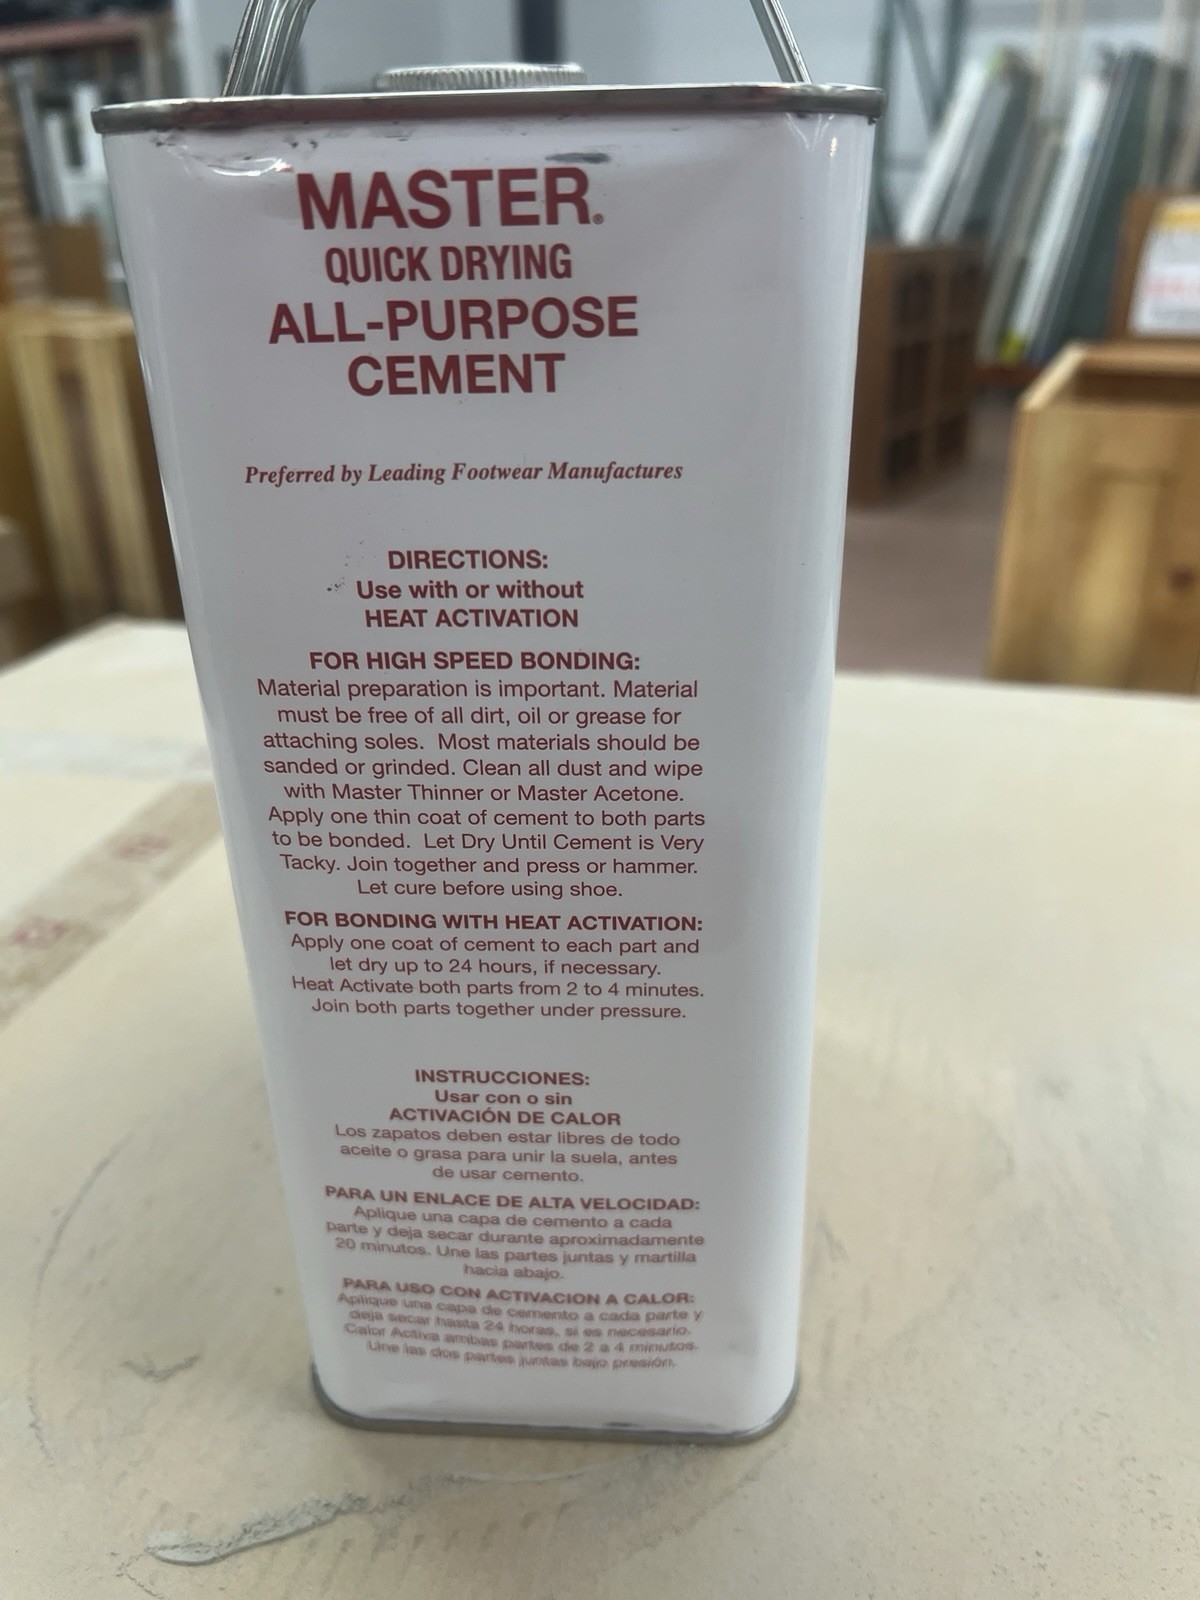 MASTER®
QUICK DRYING
ALL-PURPOSE
CEMENT
Preferred by Leading Footwear Manufactures
DIRECTIONS:
Use with or without
HEAT ACTIVATION
FOR HIGH SPEED BONDING:
Material preparation is important. Material
must be free of all dirt, oil or grease for
attaching soles. Most materials should be
sanded or grinded. Clean all dust and wipe
with Master Thinner or Master Acetone.
Apply one thin coat of cement to both parts
to be bonded. Let Dry Until Cement is Very
Tacky. Join together and press or hammer.
Let cure before using shoe.
FOR BONDING WITH HEAT ACTIVATION:
Apply one coat of cement to each part and
let dry up to 24 hours, if necessary.
Heat Activate both parts from 2 to 4 minutes.
Join both parts together under pressure.
INSTRUCCIONES:
Usar con o sin
ACTIVACIÓN DE CALOR
Los zapatos deben estar libres de todo
aceite o grasa para unir la suela, antes
de usar cemento.
PARA UN ENLACE DE ALTA VELOCIDAD:
Aplique una capa de cemento a cada
parte y deja secar durante aproximadamente
20 minutos. Une las partes juntas y martilla
hacia abajo.
PARA USO CON ACTIVACION A CALOR:
Aplique una capa de cemento a cada parte y
deja secar hasta 24 horas, si es necesario.
Calor Activa ambas partes de 2 a 4 minutos.
Une las dos partes juntas bajo presión.